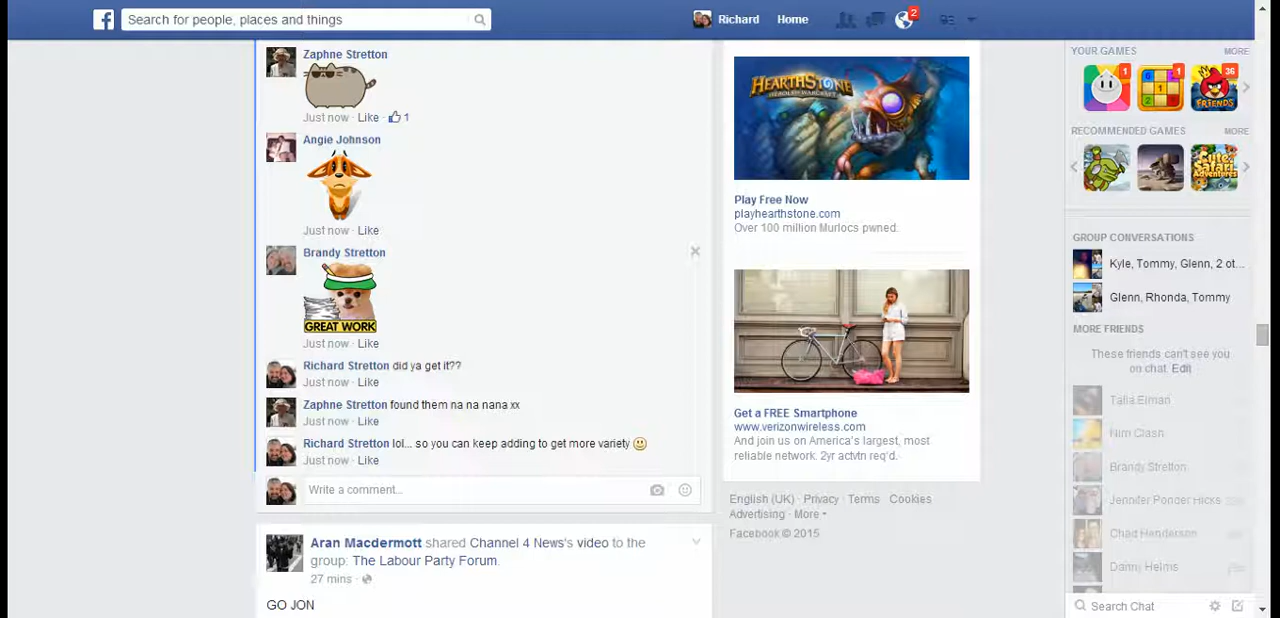 Search for people, places and things
Richard Home
2
Zaphne Stretton
Just now · Like · 1
Angie Johnson
Just now · Like
Brandy Stretton
GREAT WORK
Just now · Like
Richard Stretton did ya get it??
Just now · Like
Zaphne Stretton found them na na nana xx
Just now · Like
Richard Stretton lol... so you can keep adding to get more variety
Just now · Like
Write a comment...
Aran Macdermott shared Channel 4 News's video to the
group: The Labour Party Forum.
27 mins ·
GO JON
HEARTHSTONE
HEROES OF WARCRAFT
Play Free Now
playhearthstone.com
Over 100 million Murlocs pwned.
Get a FREE Smartphone
www.verizonwireless.com
And join us on America's largest, most
reliable network. 2yr actvtn req'd.
English (UK) · Privacy · Terms · Cookies
Advertising · More
Facebook © 2015
YOUR GAMES MORE
1 1 36
FRIENDS
RECOMMENDED GAMES MORE
Cute Safari Adventures
GROUP CONVERSATIONS
Kyle, Tommy, Glenn, 2 ot...
Glenn, Rhonda, Tommy
MORE FRIENDS
These friends can't see you
on chat. Edit
Talia Elman
Nim Clash
Brandy Stretton
Jennifer Ponder Hicks
Chad Henderson
Danny Helms
Search Chat